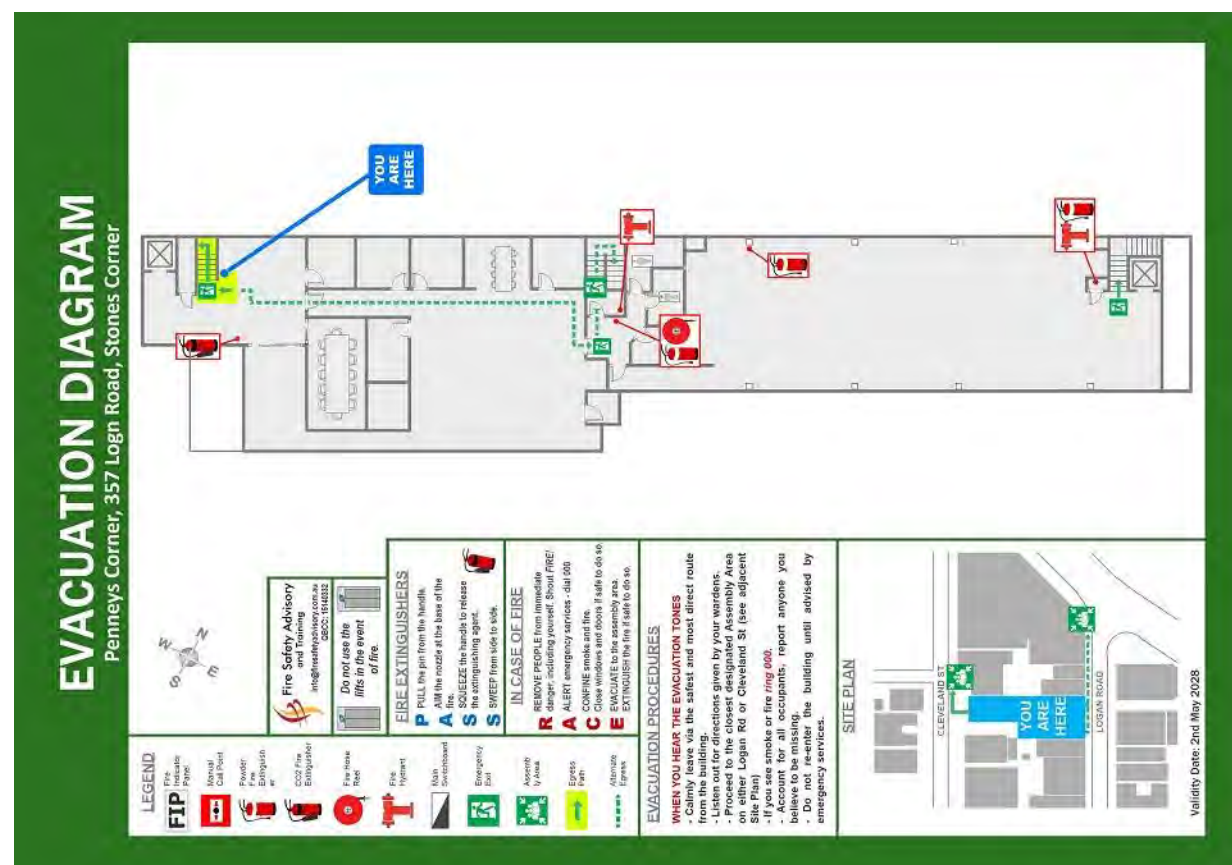 EVACUATION DIAGRAM
Penneys Corner, 357 Logn Road, Stones Corner
YOU
ARE
HERE
N
E
S
W
Fire Safety Advisory
and Training
info@firesafetyadvisory.com.au
QBCC: 15140332
Do not use the
lifts in the event
of fire.
FIRE EXTINGUISHERS
P PULL the pin from the handle.
A AIM the nozzle at the base of the
fire.
S SQUEEZE the handle to release
the extinguishing agent.
S SWEEP from side to side.
IN CASE OF FIRE
R REMOVE PEOPLE from immediate
danger, including yourself. Shout FIRE!
A ALERT emergency services - dial 000
C CONFINE smoke and fire.
Close windows and doors if safe to do so.
E EVACUATE to the assembly area.
EXTINGUISH the fire if safe to do so.
LEGEND
FIP
Fire
Indicator
Panel
Manual
Call Point
Powder
Fire
Extinguish
er
CO2 Fire
Extinguisher
Fire Hose
Reel
Fire
Hydrant
Main
Switchboard
Emergency
Exit
Assemb
ly Area
Egress
Path
Alternate
Egress
EVACUATION PROCEDURES
WHEN YOU HEAR THE EVACUATION TONES
- Calmly leave via the safest and most direct route
from the building.
- Listen out for directions given by your wardens.
- Proceed to the closest designated Assembly Area
on either Logan Rd or Cleveland St (see adjacent
Site Plan)
- If you see smoke or fire ring 000.
- Account for all occupants, report anyone you
believe to be missing.
- Do not re-enter the building until advised by
emergency services.
SITE PLAN
CLEVELAND ST
YOU
ARE
HERE
LOGAN ROAD
Validity Date: 2nd May 2028